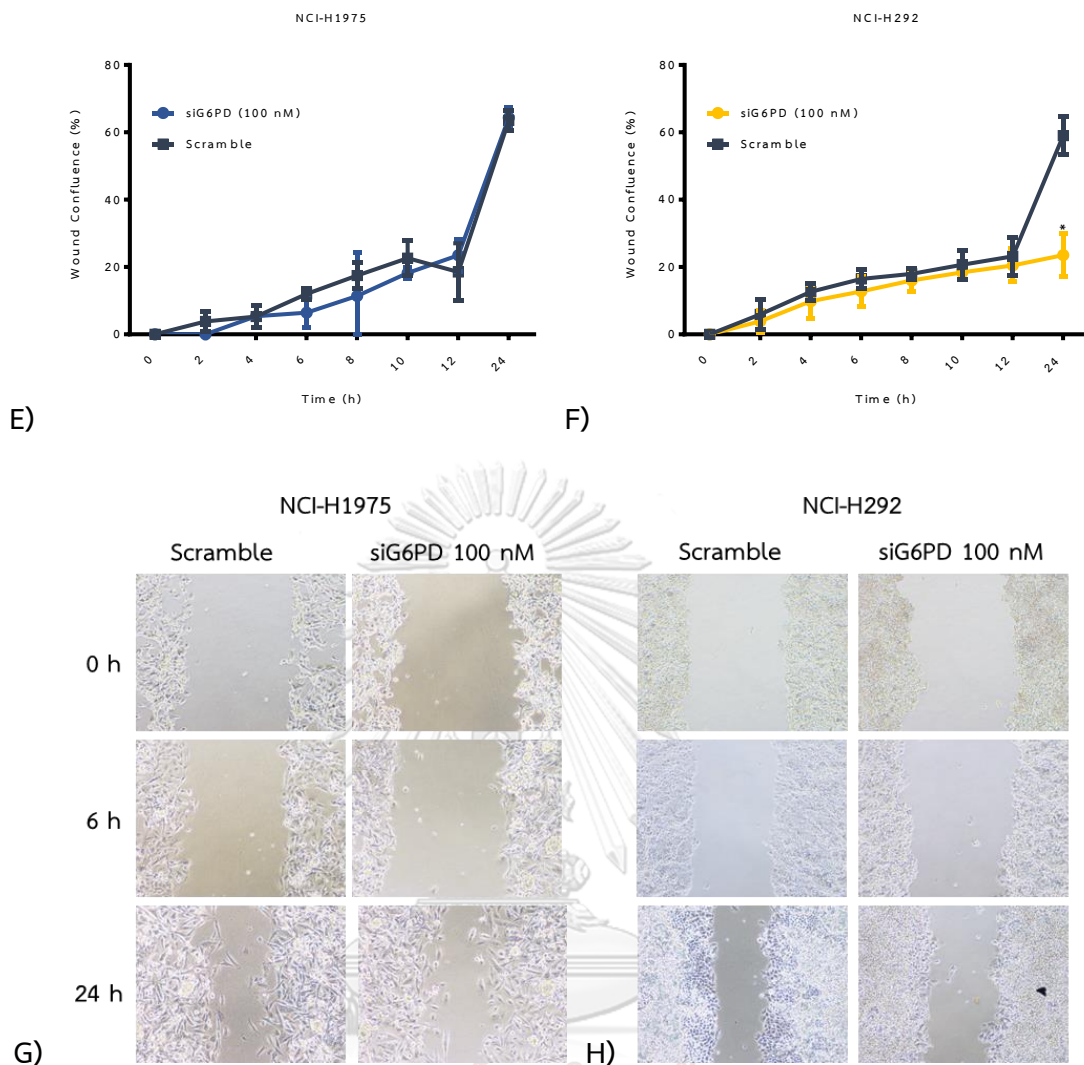 NCI-H1975
80
60
40
20
0
Wound Confluence (%)
siG6PD (100 nM)
Scramble
0 2 4 6 8 10 12 24
Time (h)
E)
NCI-H292
80
60
40
20
0
Wound Confluence (%)
siG6PD (100 nM)
Scramble
*
0 2 4 6 8 10 12 24
Time (h)
F)
NCI-H1975
Scramble siG6PD 100 nM
0 h
6 h
24 h
G)
NCI-H292
Scramble siG6PD 100 nM
H)